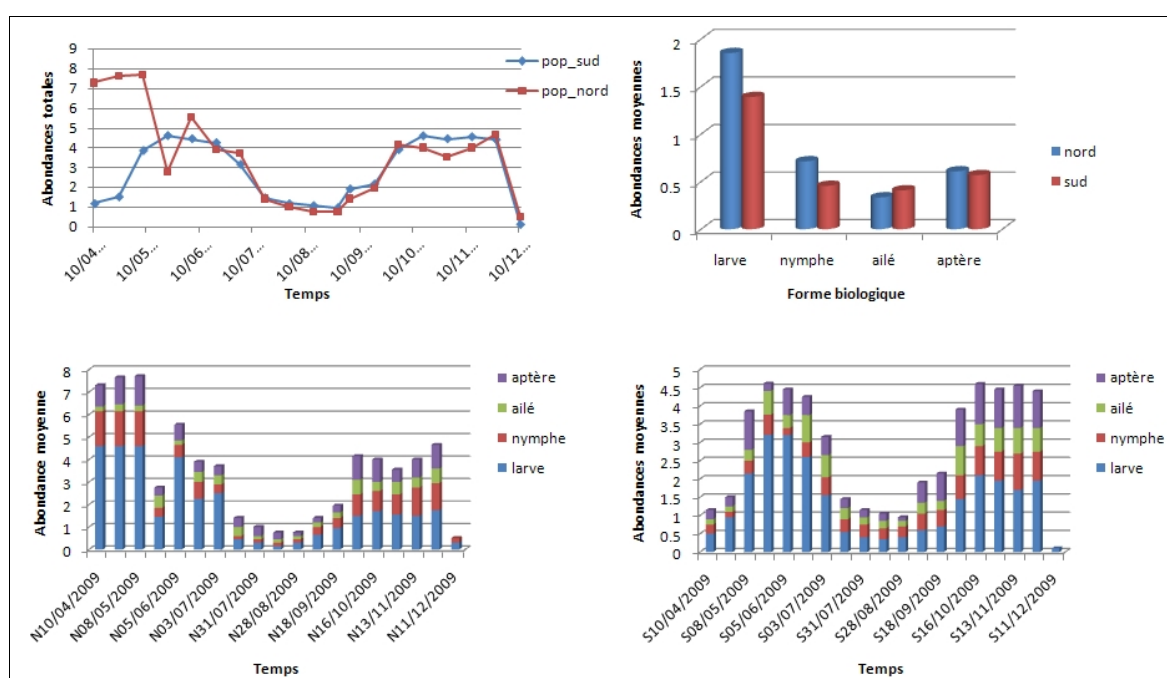 Abondances totales
9
8
7
6
5
4
3
2
1
0
10/04...
10/05...
10/06...
10/07...
10/08...
10/09...
10/10...
10/11...
10/12...
Temps
pop_sud
pop_nord
Abondances moyennes
2
1.5
1
0.5
0
larve
nymphe
ailé
aptère
Forme biologique
nord
sud
Abondance moyenne
8
7
6
5
4
3
2
1
0
N10/04/2009
N08/05/2009
N05/06/2009
N03/07/2009
N31/07/2009
N28/08/2009
N18/09/2009
N16/10/2009
N13/11/2009
N11/12/2009
Temps
aptère
ailé
nymphe
larve
Abondances moyennes
5
4.5
4
3.5
3
2.5
2
1.5
1
0.5
0
S10/04/2009
S08/05/2009
S05/06/2009
S03/07/2009
S31/07/2009
S28/08/2009
S18/09/2009
S16/10/2009
S13/11/2009
S11/12/2009
Temps
aptère
ailé
nymphe
larve